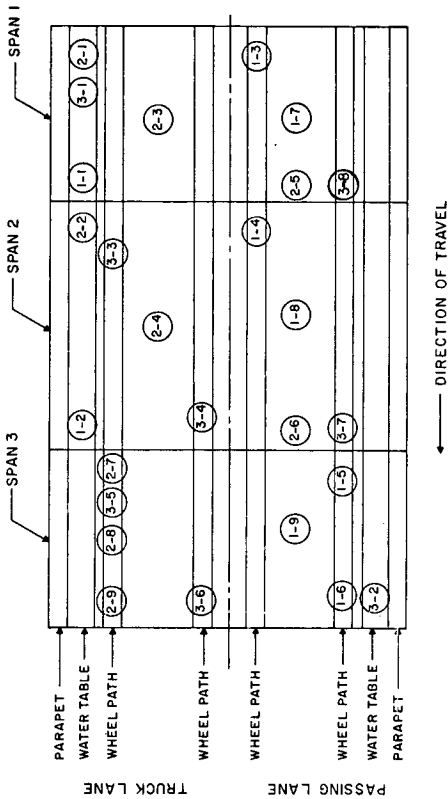 SPAN 1
SPAN 2
SPAN 3
PARAPET
WATER TABLE
WHEEL PATH
WHEEL PATH
WHEEL PATH
WHEEL PATH
WATER TABLE
PARAPET
TRUCK LANE
PASSING LANE
1-2
2-2
1-1
3-1
2-1
2-9
2-8
3-5
2-7
3-3
2-4
2-3
3-6
3-4
1-4
1-3
1-9
2-6
1-8
2-5
1-7
1-6
1-5
3-7
3-8
3-2
DIRECTION OF TRAVEL